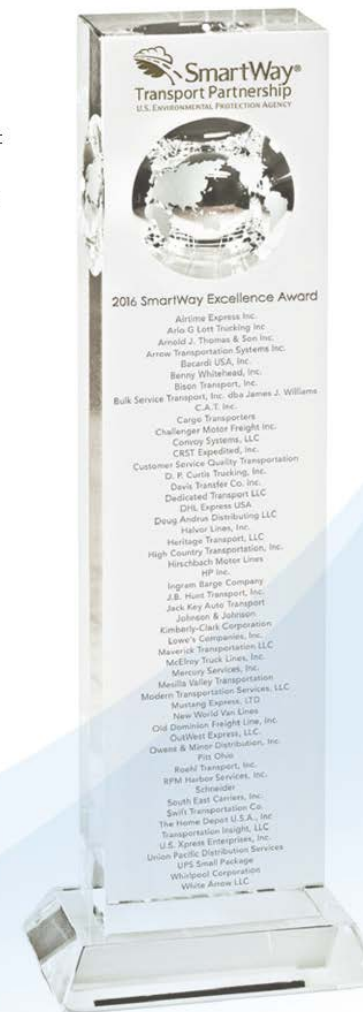 SmartWay®
Transport Partnership
U.S. ENVIRONMENTAL PROTECTION AGENCY
2016 SmartWay Excellence Award
Airtime Express Inc.
Arlo G Lott Trucking Inc
Arnold J. Thomas & Son Inc.
Arrow Transportation Systems Inc.
Bacardi USA, Inc.
Benny Whitehead, Inc.
Bison Transport, Inc.
Bulk Service Transport, Inc. dba James J. Williams
C.A.T. Inc.
Cargo Transporters
Challenger Motor Freight Inc.
Convoy Systems, LLC
CRST Expedited, Inc.
Customer Service Quality Transportation
D. P. Curtis Trucking, Inc.
Davis Transfer Co. Inc.
Dedicated Transport LLC
DHL Express USA
Doug Andrus Distributing LLC
Halvor Lines, Inc.
Heritage Transport, LLC
High Country Transportation, Inc.
Hirschbach Motor Lines
HP Inc.
Ingram Barge Company
J.B. Hunt Transport, Inc.
Jack Key Auto Transport
Johnson & Johnson
Kimberly-Clark Corporation
Lowe's Companies, Inc.
Maverick Transportation LLC
McElroy Truck Lines, Inc.
Mercury Services, Inc.
Mesilla Valley Transportation
Modern Transportation Services, LLC
Mustang Express, LTD
New World Van Lines
Old Dominion Freight Line, Inc.
OutWest Express, LLC.
Owens & Minor Distribution, Inc.
Pitt Ohio
Roehl Transport, Inc.
RPM Harbor Services, Inc.
Schneider
South East Carriers, Inc.
Swift Transportation Co.
The Home Depot U.S.A., Inc
Transportation Insight, LLC
U.S. Xpress Enterprises, Inc.
Union Pacific Distribution Services
UPS Small Package
Whirlpool Corporation
White Arrow LLC